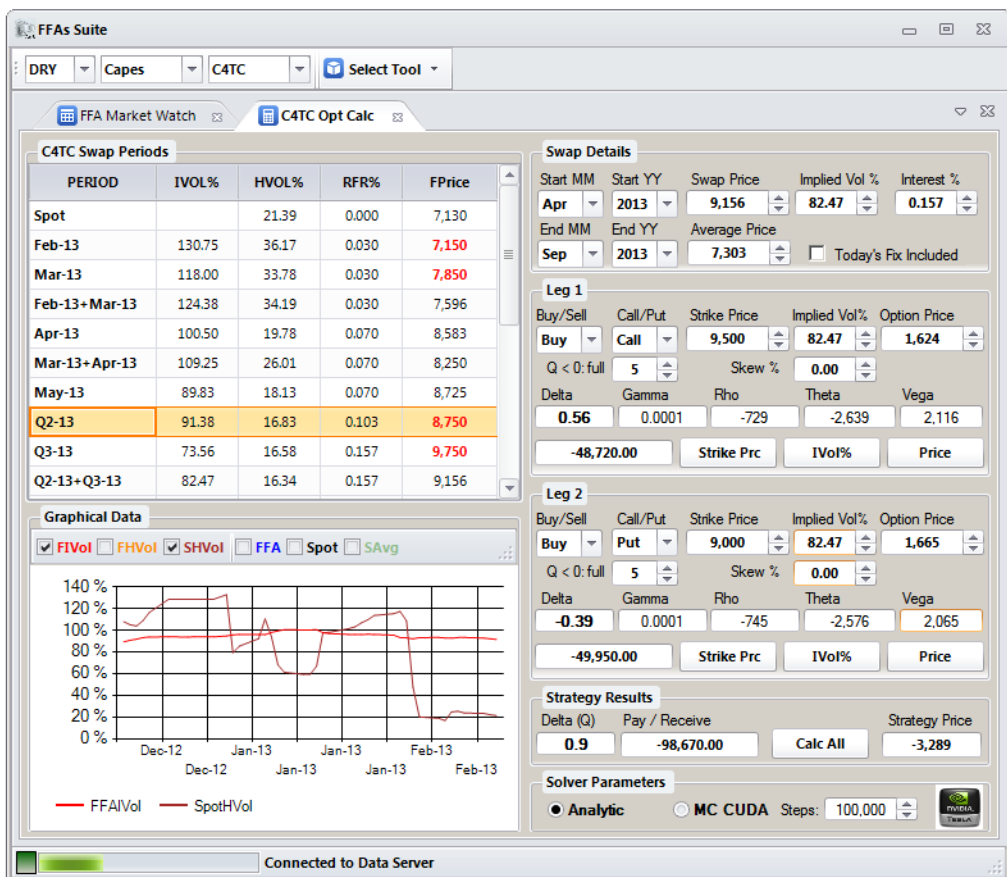 FFAs Suite
DRY Capes C4TC Select Tool
FFA Market Watch C4TC Opt Calc
C4TC Swap Periods
PERIOD IVOL% HVOL% RFR% FPrice
Spot 21.39 0.000 7,130
Feb-13 130.75 36.17 0.030 7,150
Mar-13 118.00 33.78 0.030 7,850
Feb-13+Mar-13 124.38 34.19 0.030 7,596
Apr-13 100.50 19.78 0.070 8,583
Mar-13+Apr-13 109.25 26.01 0.070 8,250
May-13 89.83 18.13 0.070 8,725
Q2-13 91.38 16.83 0.103 8,750
Q3-13 73.56 16.58 0.157 9,750
Q2-13+Q3-13 82.47 16.34 0.157 9,156
Graphical Data
FIVol FHVol SHVol FFA Spot SAvg
140 %
120 %
100 %
80 %
60 %
40 %
20 %
0 %
Dec-12 Jan-13 Jan-13 Feb-13
Dec-12 Jan-13 Jan-13 Feb-13
FFAIVol SpotHVol
Swap Details
Start MM Start YY Swap Price Implied Vol % Interest %
Apr 2013 9,156 82.47 0.157
End MM End YY Average Price
Sep 2013 7,303 Today's Fix Included
Leg 1
Buy/Sell Call/Put Strike Price Implied Vol% Option Price
Buy Call 9,500 82.47 1,624
Q < 0: full 5 Skew % 0.00
Delta Gamma Rho Theta Vega
0.56 0.0001 -729 -2,639 2,116
-48,720.00 Strike Prc IVol% Price
Leg 2
Buy/Sell Call/Put Strike Price Implied Vol% Option Price
Buy Put 9,000 82.47 1,665
Q < 0: full 5 Skew % 0.00
Delta Gamma Rho Theta Vega
-0.39 0.0001 -745 -2,576 2,065
-49,950.00 Strike Prc IVol% Price
Strategy Results
Delta (Q) Pay / Receive Strategy Price
0.9 -98,670.00 Calc All -3,289
Solver Parameters
Analytic MC CUDA Steps: 100,000
NVIDIA.
TESLA
Connected to Data Server